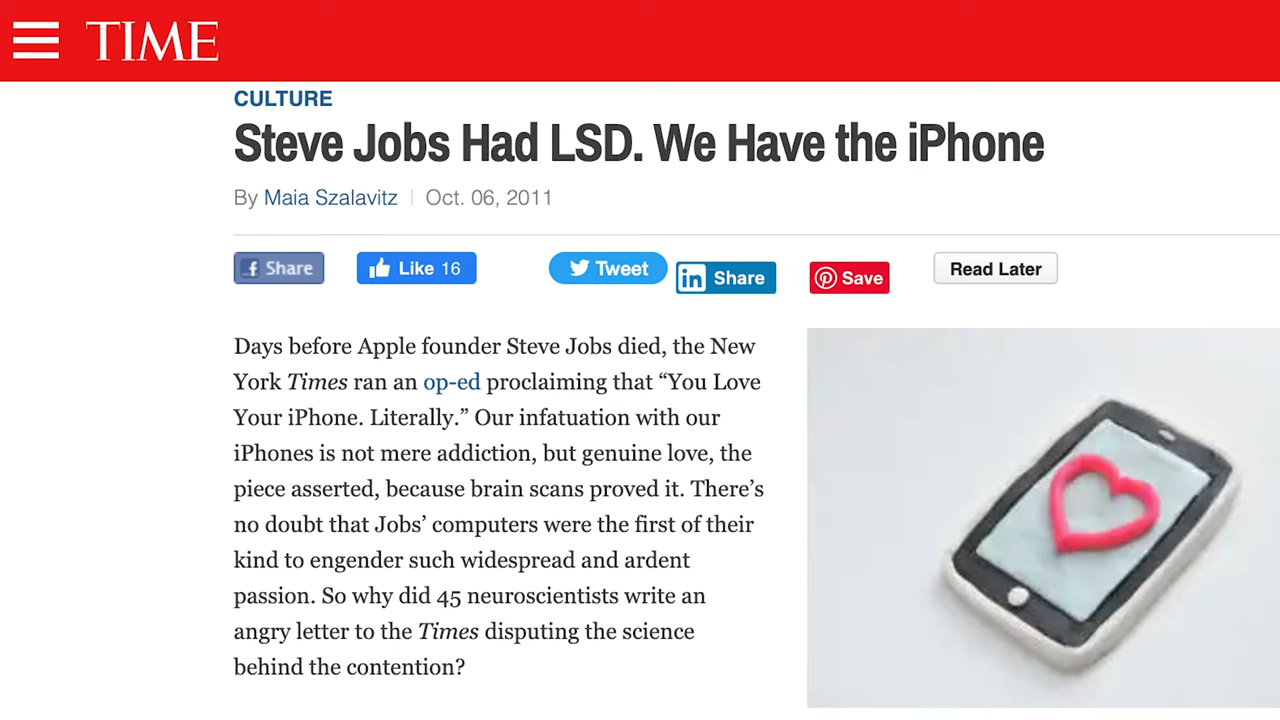 TIME
CULTURE
Steve Jobs Had LSD. We Have the iPhone
By Maia Szalavitz | Oct. 06, 2011
Share Like 16 Tweet in Share Save Read Later
Days before Apple founder Steve Jobs died, the New
York Times ran an op-ed proclaiming that “You Love
Your iPhone. Literally.” Our infatuation with our
iPhones is not mere addiction, but genuine love, the
piece asserted, because brain scans proved it. There’s
no doubt that Jobs’ computers were the first of their
kind to engender such widespread and ardent
passion. So why did 45 neuroscientists write an
angry letter to the Times disputing the science
behind the contention?